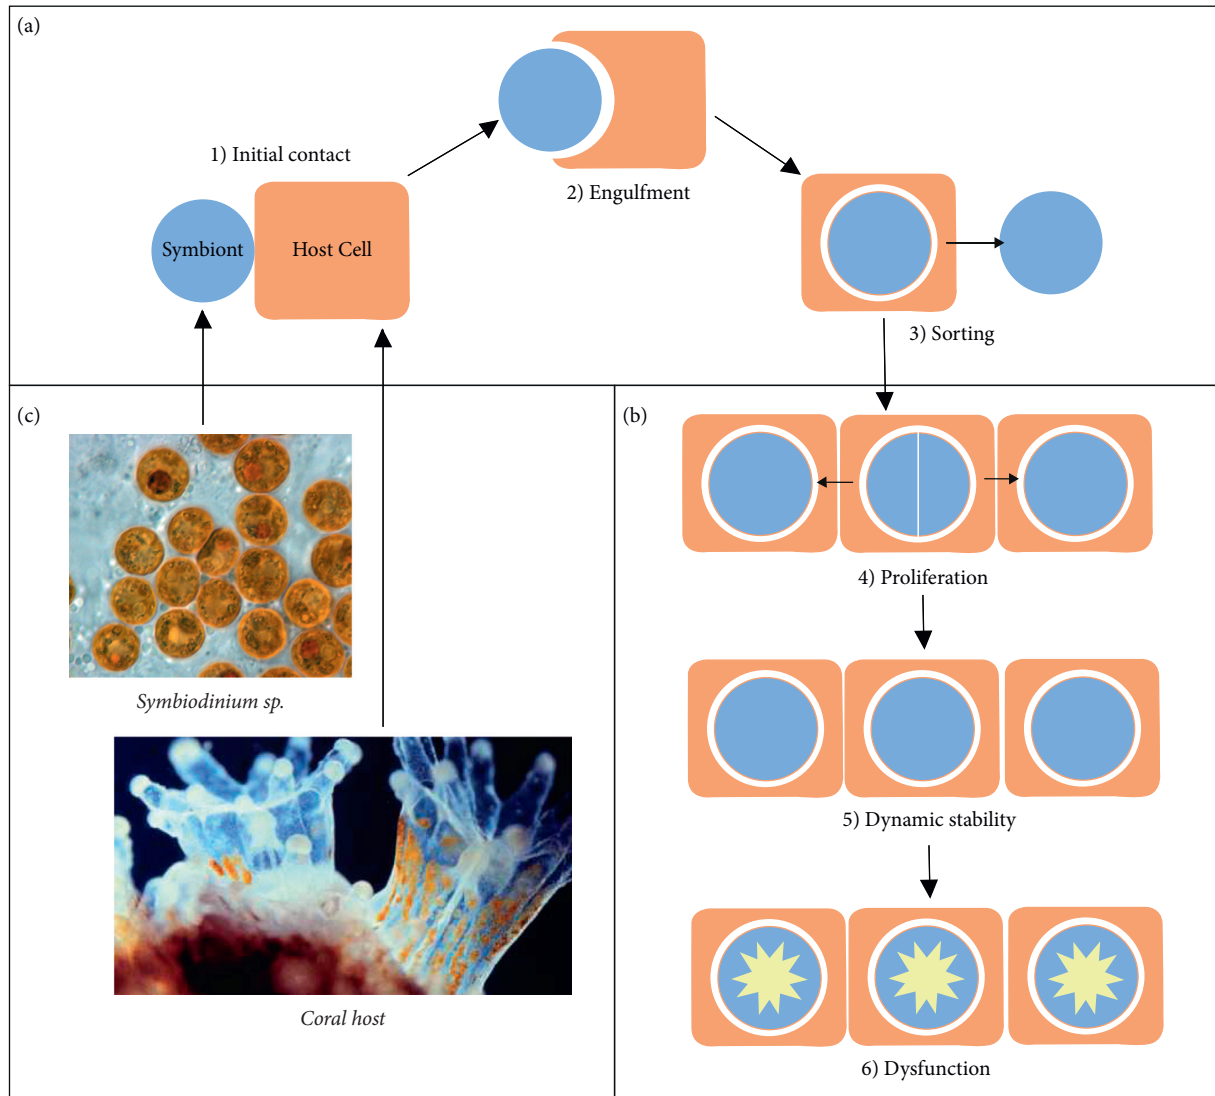 (a)
1) Initial contact
Symbiont
Host Cell
2) Engulfment
3) Sorting
(c)
Symbiodinium sp.
Coral host
(b)
4) Proliferation
5) Dynamic stability
6) Dysfunction